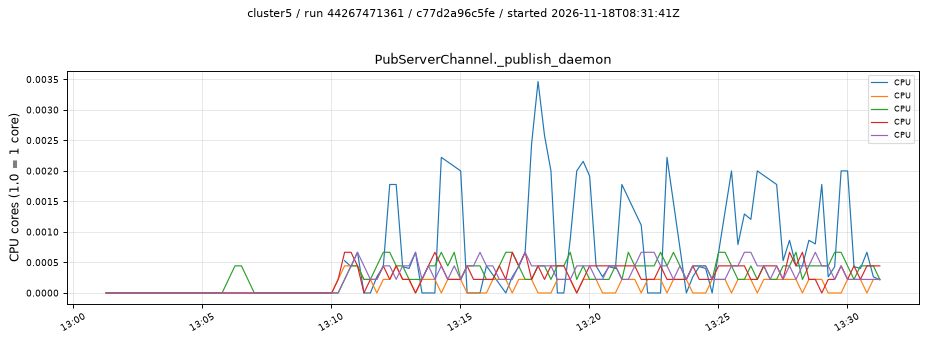 cluster5 / run 44267471361 / c77d2a96c5fe / started 2026-11-18T08:31:41Z
PubServerChannel._publish_daemon
CPU cores (1.0 = 1 core)
0.0035
0.0030
0.0025
0.0020
0.0015
0.0010
0.0005
0.0000
CPU
CPU
CPU
CPU
CPU
13:00
13:05
13:10
13:15
13:20
13:25
13:30